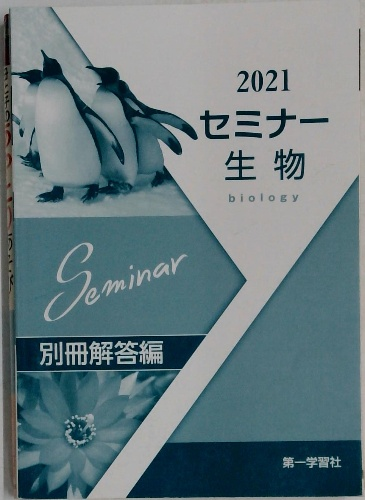 2021
セミナー
生物
biology
Seminar
別冊解答編
第一学習社